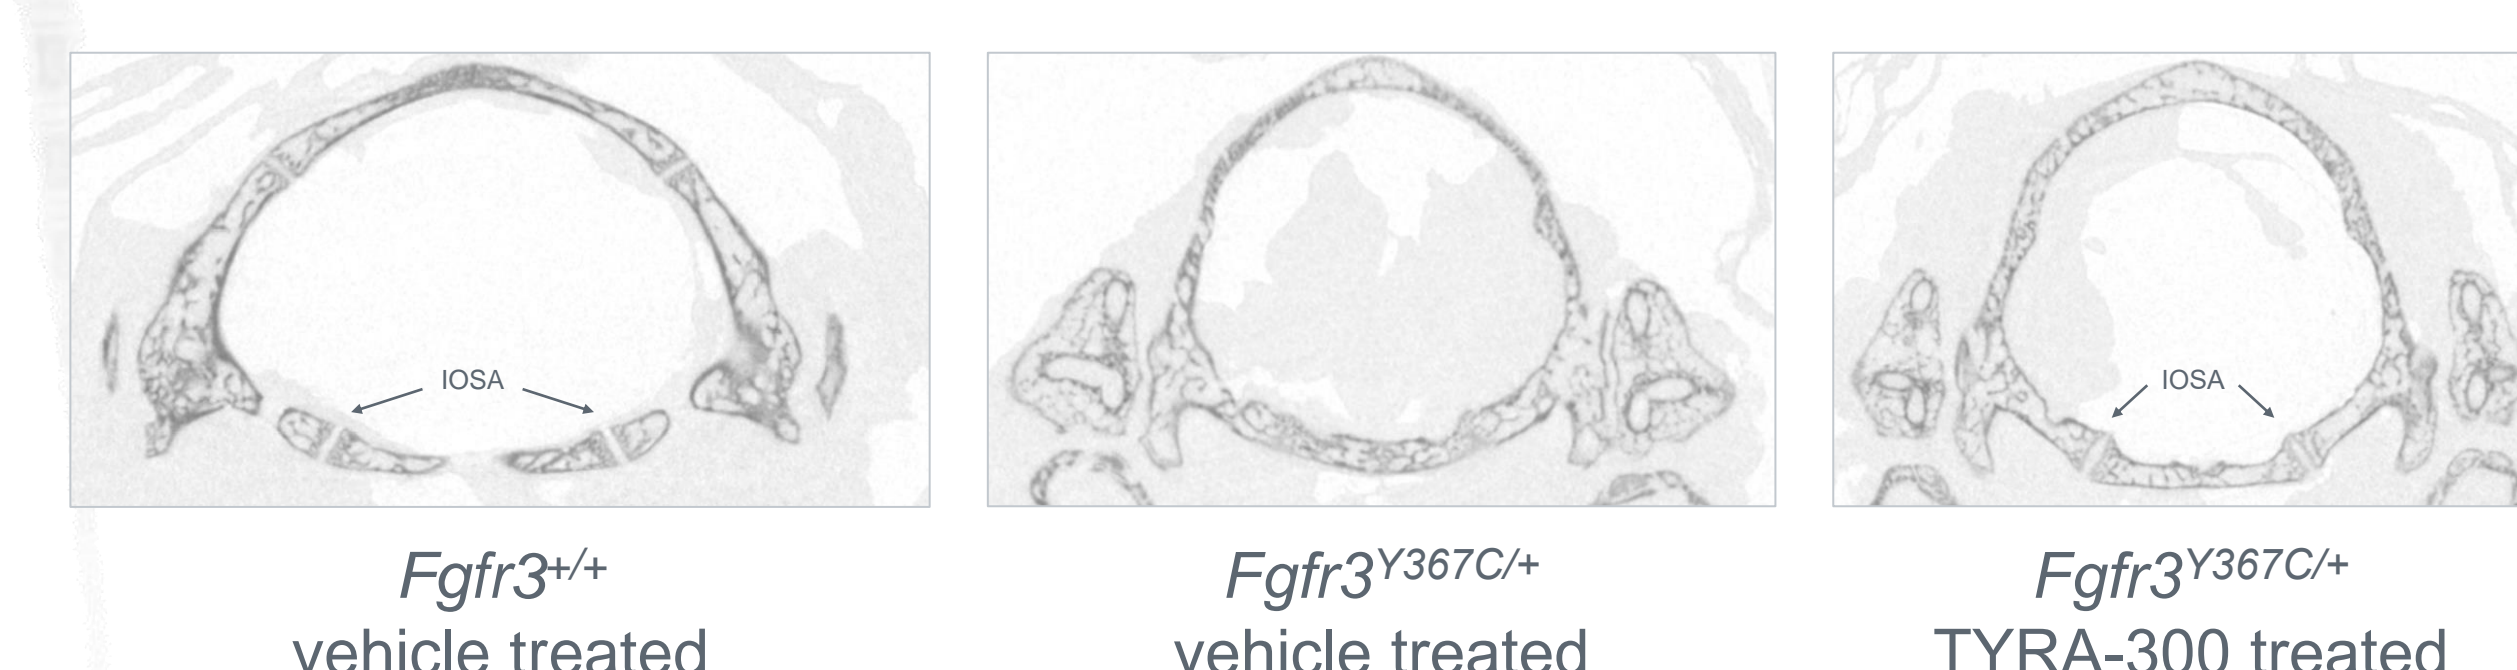 IOSA
IOSA
Fgfr3+/+
vehicle treated
Fgfr3Y367C/+
vehicle treated
Fgfr3Y367C/+
TYRA-300 treated